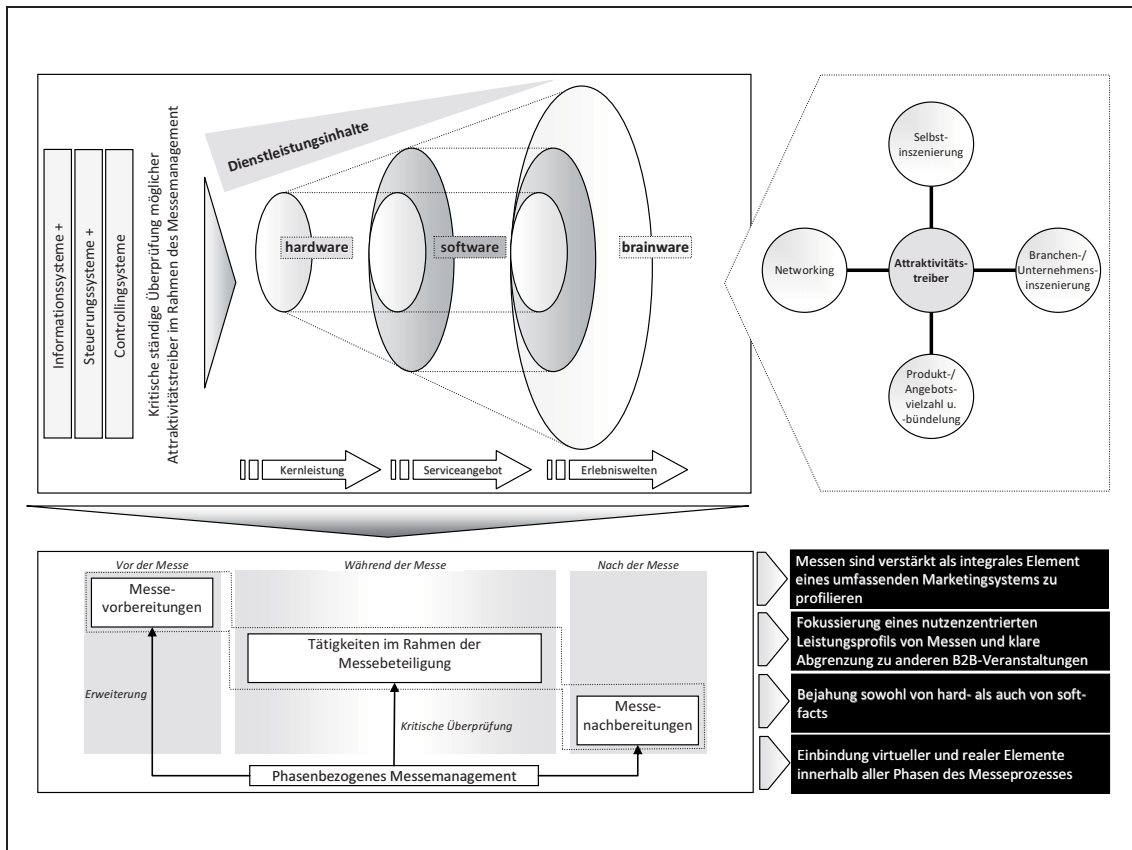 Informationssysteme +
Steuerungssysteme +
Controllingsysteme
Kritische ständige Überprüfung möglicher
Attraktivitätstreiber im Rahmen des Messemanagement
Dienstleistungsinhalte
hardware
software
brainware
Kernleistung
Serviceangebot
Erlebniswelten
Selbst-
inszenierung
Networking
Attraktivitäts-
treiber
Branchen-/
Unternehmens-
inszenierung
Produkt-/
Angebots-
vielzahl u.
-bündelung
Vor der Messe
Während der Messe
Nach der Messe
Messe-
vorbereitungen
Tätigkeiten im Rahmen der
Messebeteiligung
Messe-
nachbereitungen
Erweiterung
Kritische Überprüfung
Phasenbezogenes Messemanagement
Messen sind verstärkt als integrales Element
eines umfassenden Marketingsystems zu
profilieren
Fokussierung eines nutzenzentrierten
Leistungsprofils von Messen und klare
Abgrenzung zu anderen B2B-Veranstaltungen
Bejahung sowohl von hard- als auch von soft-
facts
Einbindung virtueller und realer Elemente
innerhalb aller Phasen des Messeprozesses